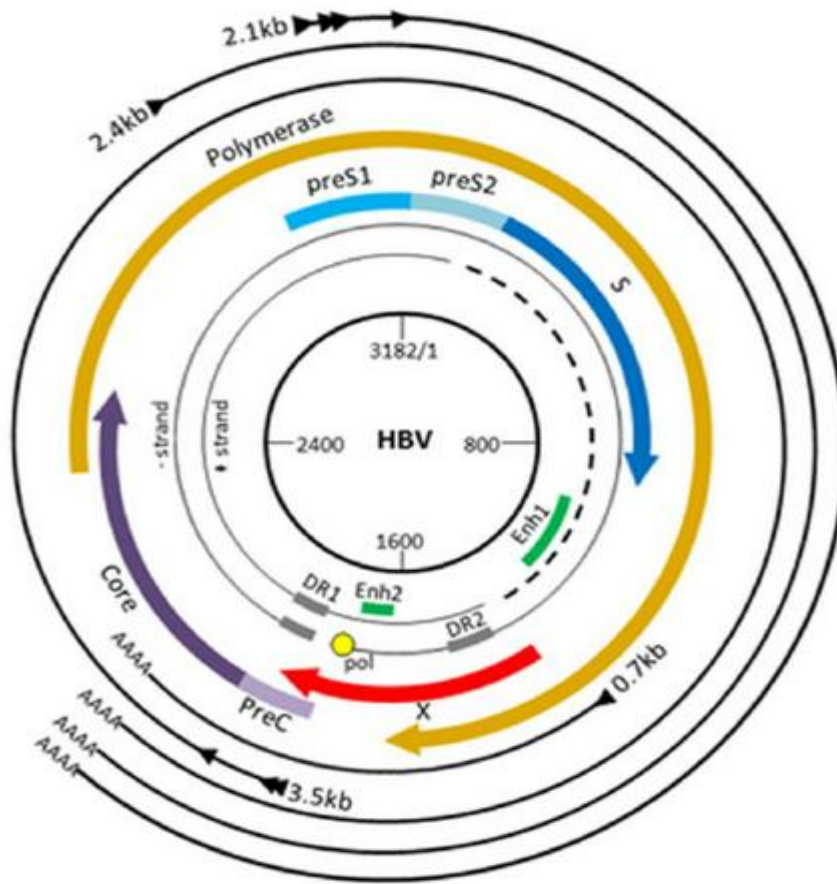 2.1kb
2.4kb
Polymerase
preS1
preS2
S
3182/1
- strand
+ strand
2400
HBV
800
1600
Enh1
DR1
Enh2
DR2
pol
Core
PreC
X
0.7kb
3.5kb
AAAA
AAAA
AAAA
AAAA